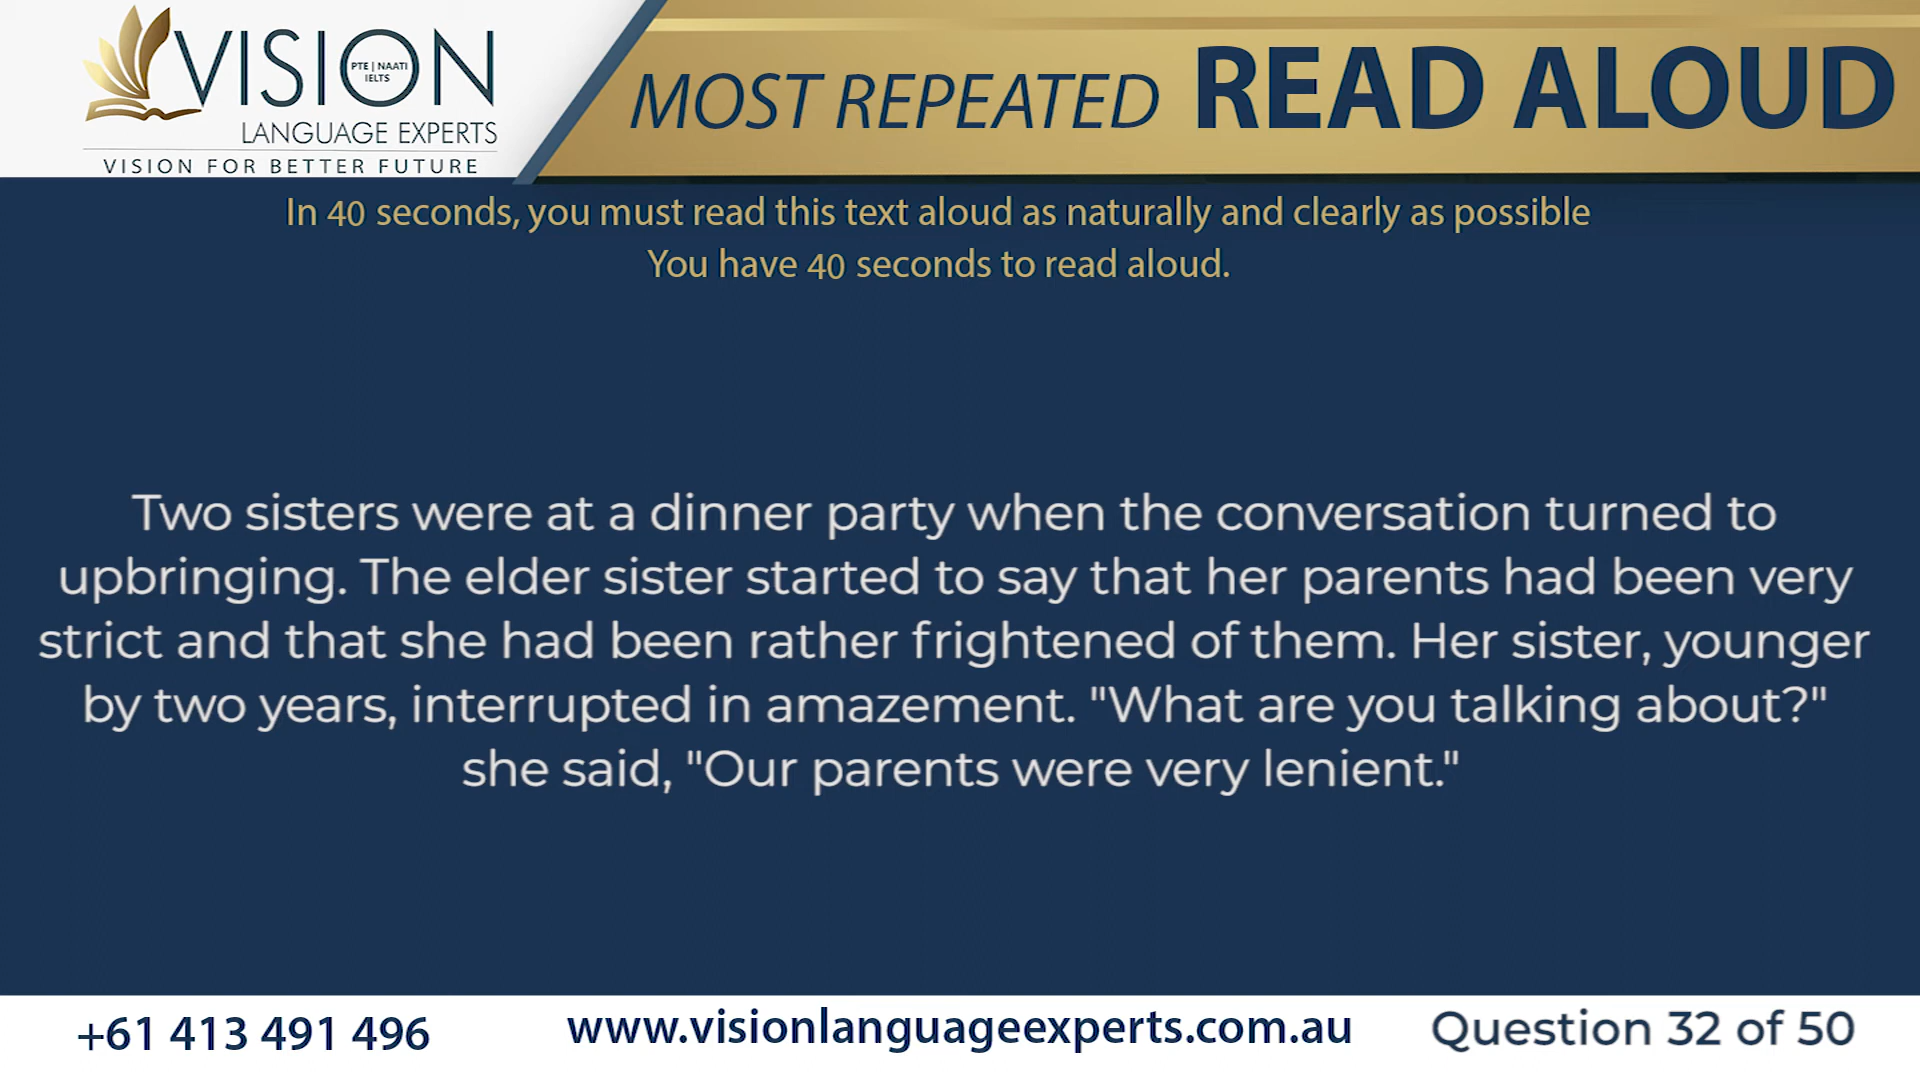 VISION
PTE | NAATI
IELTS
LANGUAGE EXPERTS
VISION FOR BETTER FUTURE
MOST REPEATED READ ALOUD
In 40 seconds, you must read this text aloud as naturally and clearly as possible
You have 40 seconds to read aloud.
Two sisters were at a dinner party when the conversation turned to
upbringing. The elder sister started to say that her parents had been very
strict and that she had been rather frightened of them. Her sister, younger
by two years, interrupted in amazement. "What are you talking about?"
she said, "Our parents were very lenient."
+61 413 491 496
www.visionlanguageexperts.com.au
Question 32 of 50